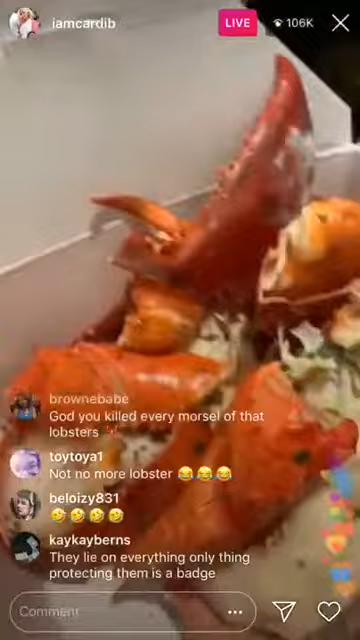 iamcardib
LIVE
106K
brownebabe
God you killed every morsel of that
lobsters
toytoya1
Not no more lobster 😂😂😂
beloizy831
🤣🤣🤣🤣
kaykayberns
They lie on everything only thing
protecting them is a badge
Comment